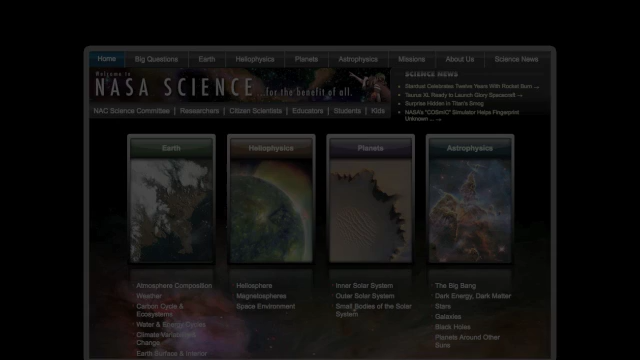 Home Big Questions Earth Heliophysics Planets Astrophysics Missions About Us Science News
Welcome to
NASA SCIENCE ...for the benefit of all.
SCIENCE NEWS
Stardust Celebrates Twelve Years With Rocket Burn →
Taurus XL Ready to Launch Glory Spacecraft →
Surprise Hidden in Titan's Smog
NASA's "COSmIC" Simulator Helps Fingerprint
Unknown ... →
NAC Science Committee | Researchers | Citizen Scientists | Educators | Students | Kids
Earth Heliophysics Planets Astrophysics
Atmosphere Composition
Weather
Carbon Cycle &
Ecosystems
Water & Energy Cycles
Climate Variability &
Change
Earth Surface & Interior
Heliosphere
Magnetospheres
Space Environment
Inner Solar System
Outer Solar System
Small Bodies of the Solar
System
The Big Bang
Dark Energy, Dark Matter
Stars
Galaxies
Black Holes
Planets Around Other
Suns